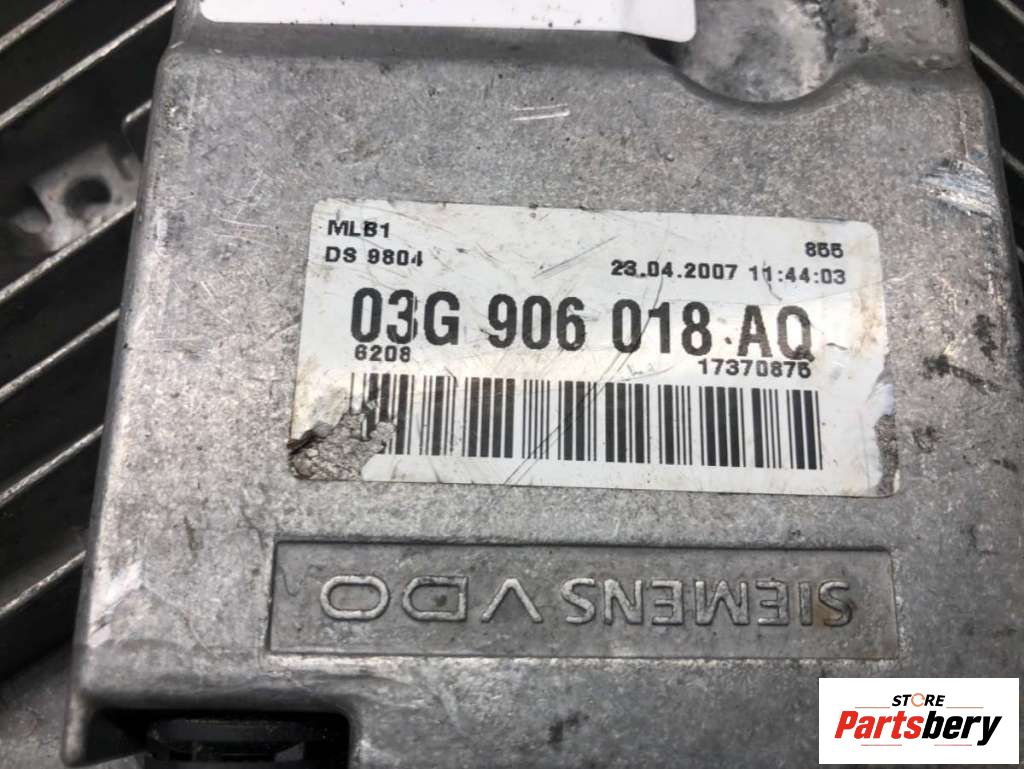 MLB1
855
DS 9804
23.04.2007 11:44:03
03G 906 018 AQ
6208
17370875
SIEMENS VDO
STORE
Partsbery